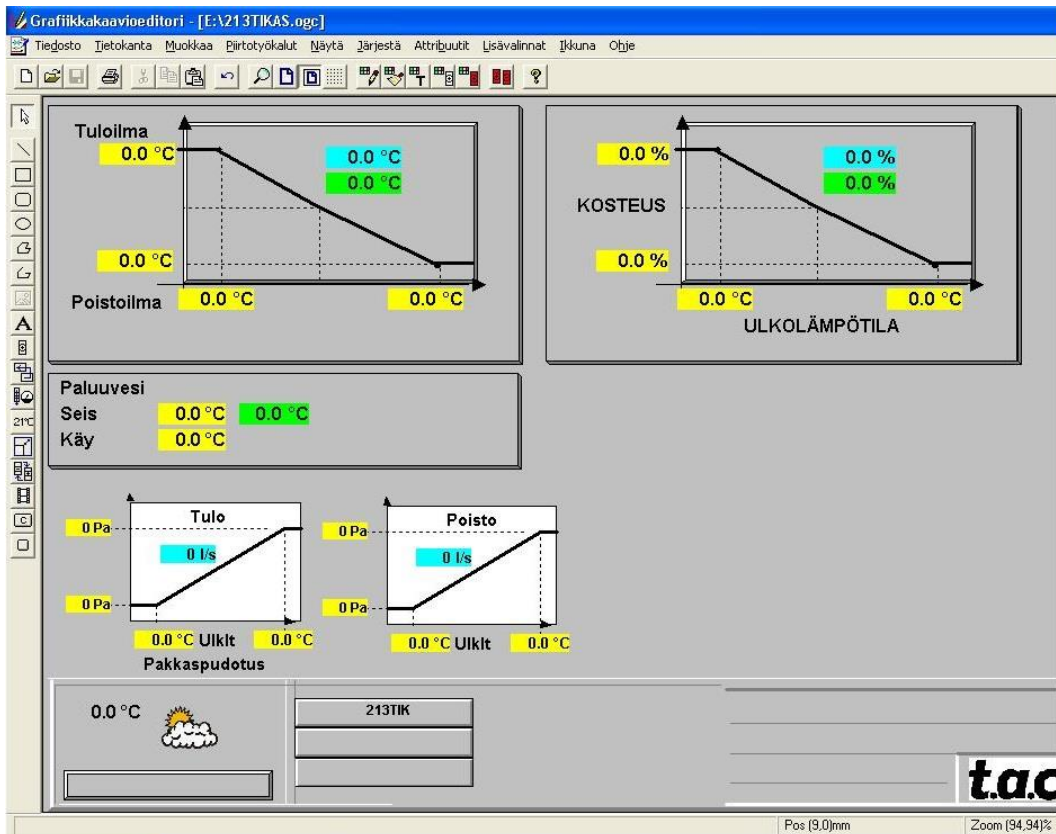 Grafiikkakaavioeditori - [E:\213TIKAS.ogc]
Tiedosto Tietokanta Muokkaa Piirtotyökalut Näytä Järjestä Attribuutit Lisävalinnat Ikkuna Ohje
Tuloilma
0.0 °C
0.0 °C
0.0 °C
0.0 °C
Poistoilma
0.0 °C
0.0 °C
0.0 %
0.0 %
0.0 %
KOSTEUS
0.0 %
0.0 °C
0.0 °C
ULKOLÄMPÖTILA
Paluuvesi
Seis 0.0 °C 0.0 °C
Käy 0.0 °C
Tulo
0 Pa
0 l/s
0 Pa
0.0 °C Ulklt 0.0 °C
Pakkaspudotus
Poisto
0 Pa
0 l/s
0 Pa
0.0 °C Ulklt 0.0 °C
A
21°C
C
0.0 °C
213TIK
t.a.c
Pos (9,0)mm Zoom (94,94)%